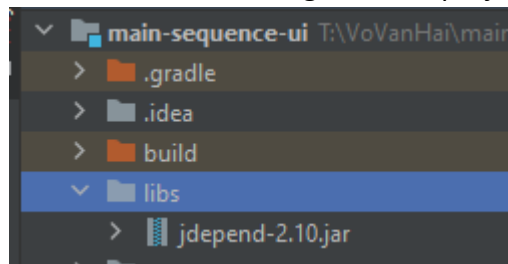 main-sequence-ui T:\VoVanHai\main
.gradle
.idea
build
libs
jdepend-2.10.jar